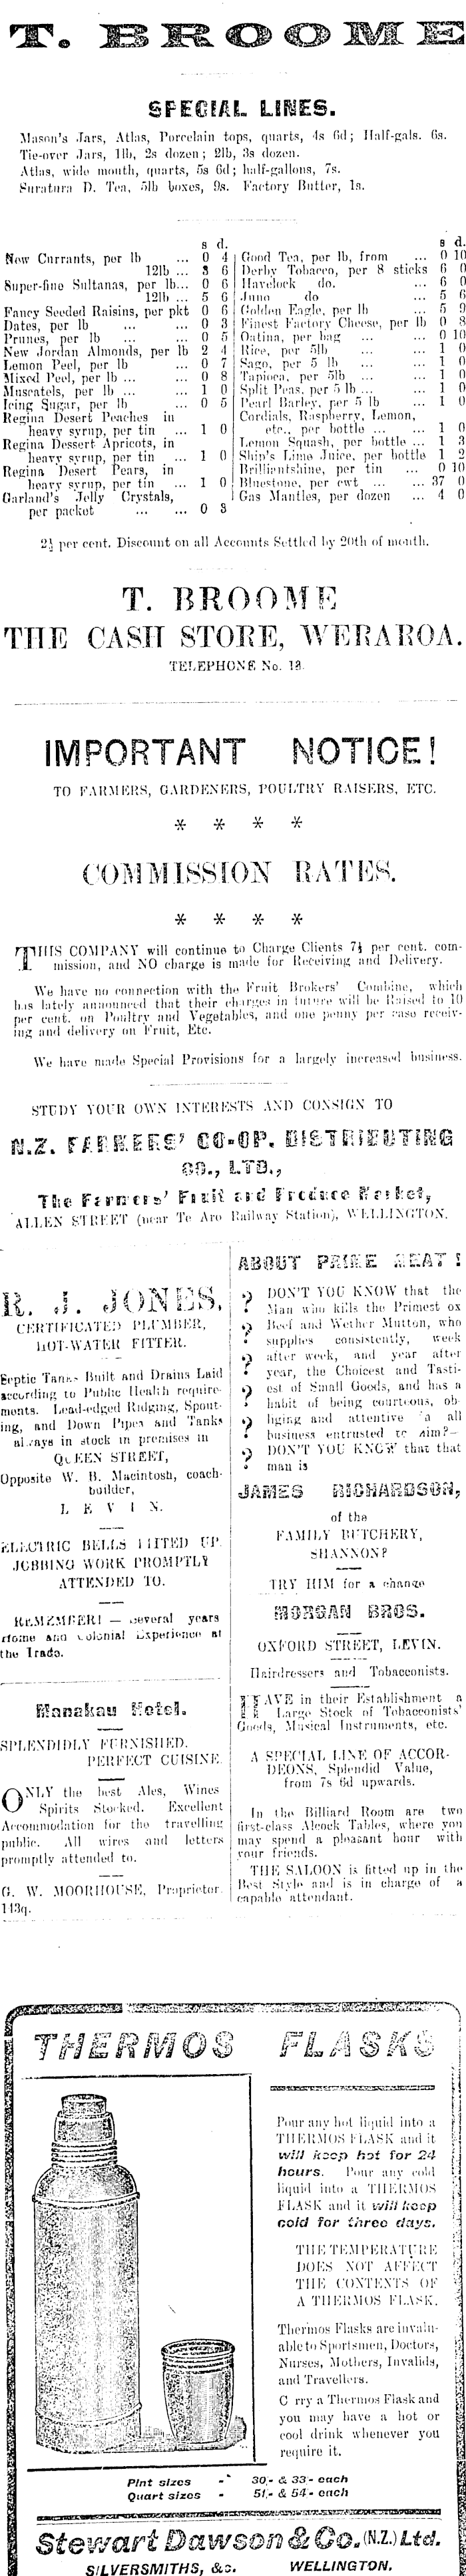 T. BROOME
SPECIAL LINES.
Mason's Jars, Atlas, Porcelain tops, quarts, 4s 6d; Half-gals. 6s.
Tie-over Jars, 1lb, 2s dozen; 2lb, 3s dozen.
Atlas, wide mouth, quarts, 5s 6d; half-gallons, 7s.
Suratura D. Tea, 5lb boxes, 9s. Factory Butter, 1s.
s d.
New Currants, per lb ... 0 4
12lb ... 3 6
Super-fine Sultanas, per lb... 0 6
12lb ... 5 6
Fancy Seeded Raisins, per pkt 0 6
Dates, per lb ... ... 0 3
Prunes, per lb ... ... 0 5
New Jordan Almonds, per lb 2 4
Lemon Peel, per lb ... 0 7
Mixed Peel, per lb ... ... 0 8
Muscatels, per lb ... ... 1 0
Icing Sugar, per lb ... 0 5
Regina Desert Peaches in
heavy syrup, per tin ... 1 0
Regina Dessert Apricots, in
heavy syrup, per tin ... 1 0
Regina Desert Pears, in
heavy syrup, per tin ... 1 0
Garland's Jelly Crystals,
per packet ... ... 0 3
s d.
Good Tea, per lb, from ... 0 10
Derby Tobacco, per 8 sticks 6 0
Havelock do. ... 6 0
Juno do ... 5 6
Golden Eagle, per lb ... 5 9
Finest Factory Cheese, per lb 0 8
Oatina, per bag ... ... 0 10
Rice, per 5lb ... ... 1 0
Sago, per 5 lb ... ... 1 0
Tapioca, per 5lb ... ... 1 0
Split Peas, per 5 lb ... ... 1 0
Pearl Barley, per 5 lb ... 1 0
Cordials, Raspberry, Lemon,
etc., per bottle ... ... 1 0
Lemon Squash, per bottle ... 1 3
Ship's Lime Juice, per bottle 1 2
Brilliantshine, per tin ... 0 10
Bluestone, per cwt ... ... 37 0
Gas Mantles, per dozen ... 4 0
2½ per cent. Discount on all Accounts Settled by 20th of month.
T. BROOME
THE CASH STORE, WERAROA.
TELEPHONE No. 13.
IMPORTANT NOTICE!
TO FARMERS, GARDENERS, POULTRY RAISERS, ETC.
* * * *
COMMISSION RATES.
* * * *
THIS COMPANY will continue to Charge Clients 7½ per cent. com-
mission, and NO charge is made for Receiving and Delivery.
We have no connection with the Fruit Brokers' Combine, which
has lately announced that their charges in future will be Raised to 10
per cent. on Poultry and Vegetables, and one penny per case receiv-
ing and delivery on Fruit, Etc.
We have made Special Provisions for a largely increased business.
STUDY YOUR OWN INTERESTS AND CONSIGN TO
N.Z. FARMERS' CO-OP. DISTRIBUTING
CO., LTD.,
The Farmers' Fruit and Produce Market,
ALLEN STREET (near Te Aro Railway Station), WELLINGTON.
R. J. JONES,
CERTIFICATED PLUMBER,
HOT-WATER FITTER.
Septic Tanks Built and Drains Laid
according to Public Health require-
ments. Lead-edged Ridging, Spout-
ing, and Down Pipes and Tanks
always in stock in premises in
QUEEN STREET,
Opposite W. B. Macintosh, coach-
builder,
LEVIN.
ELECTRIC BELLS FITTED UP.
JOBBING WORK PROMPTLY
ATTENDED TO.
REMEMBER! — Several years
Home and Colonial Experience at
the Trade.
Manakau Hotel.
SPLENDIDLY FURNISHED.
PERFECT CUISINE.
ONLY the best Ales, Wines
Spirits Stocked. Excellent
Accommodation for the travelling
public. All wires and letters
promptly attended to.
G. W. MOORHOUSE, Proprietor.
143q.
ABOUT PRIME MEAT!
? DON'T YOU KNOW that the
Man who kills the Primest ox
? Beef and Wether Mutton, who
supplies consistently, week
? after week, and year after
year, the Choicest and Tasti-
? est of Small Goods, and has a
habit of being courteous, ob-
? liging and attentive to all
business entrusted to him?—
? DON'T YOU KNOW that that
man is
JAMES RICHARDSON,
of the
FAMILY BUTCHERY,
SHANNON?
TRY HIM for a change
MORGAN BROS.
OXFORD STREET, LEVIN.
Hairdressers and Tobacconists.
HAVE in their Establishment a
Large Stock of Tobacconists'
Goods, Musical Instruments, etc.
A SPECIAL LINE OF ACCOR-
DEONS, Splendid Value,
from 7s 6d upwards.
In the Billiard Room are two
first-class Alcock Tables, where you
may spend a pleasant hour with
your friends.
THE SALOON is fitted up in the
Best Style and is in charge of a
capable attendant.
THERMOS FLASKS
Pour any hot liquid into a
THERMOS FLASK and it
will keep hot for 24
hours. Pour any cold
liquid into a THERMOS
FLASK and it will keep
cold for three days.
THE TEMPERATURE
DOES NOT AFFECT
THE CONTENTS OF
A THERMOS FLASK.
Thermos Flasks are invalu-
able to Sportsmen, Doctors,
Nurses, Mothers, Invalids,
and Travellers.
C rry a Thermos Flask and
you may have a hot or
cool drink whenever you
require it.
Pint sizes - 30/- & 33/- each
Quart sizes - 51/- & 54/- each
Stewart Dawson & Co. (N.Z.) Ltd.
SILVERSMITHS, &c. WELLINGTON.